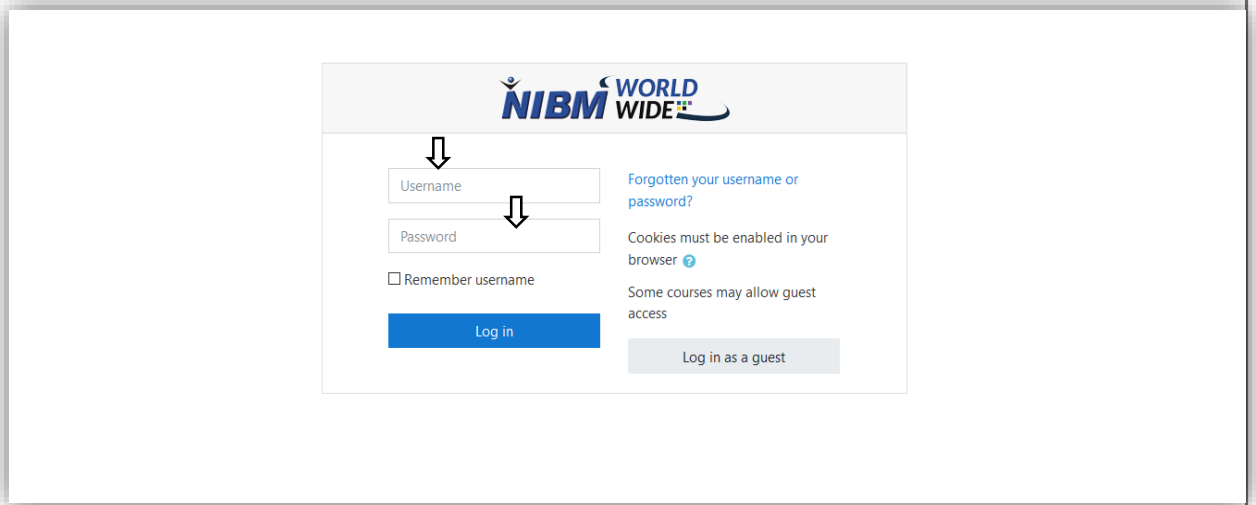 NIBM WORLD
WIDE
Username
Password
Remember username
Log in
Forgotten your username or
password?
Cookies must be enabled in your
browser ?
Some courses may allow guest
access
Log in as a guest